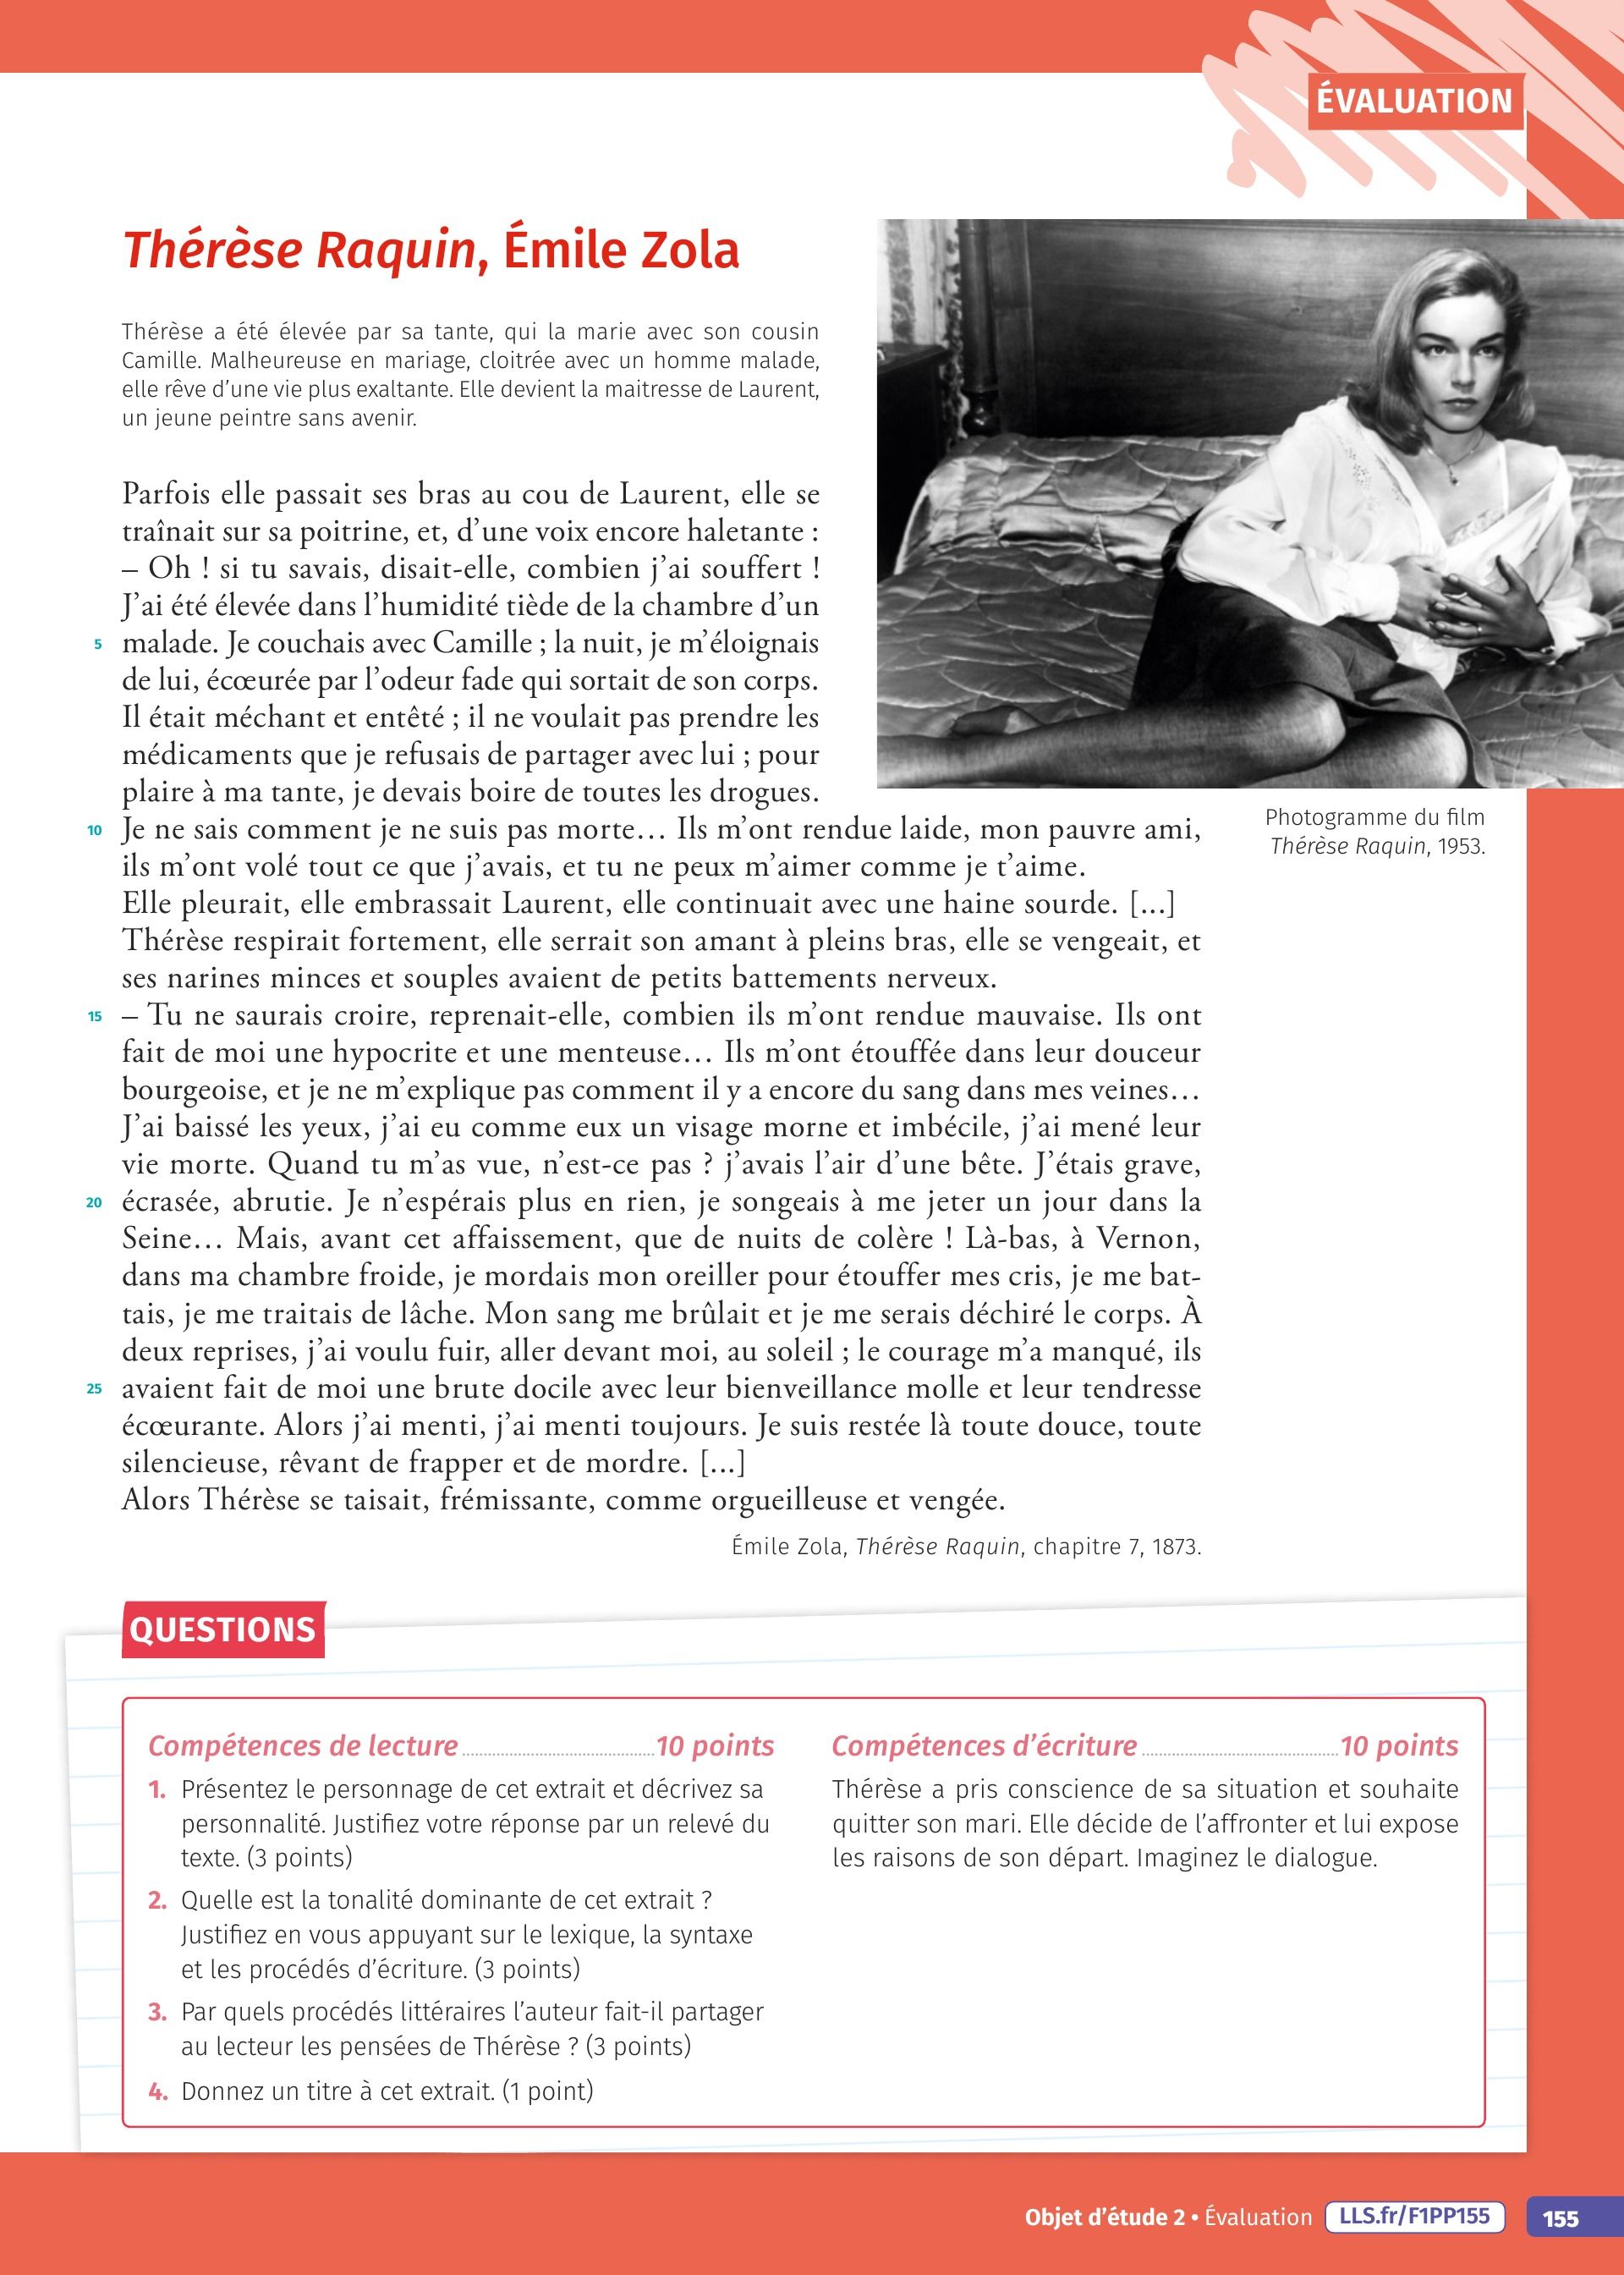 ÉVALUATION
Thérèse Raquin, Émile Zola
Thérèse a été élevée par sa tante, qui la marie avec son cousin
Camille. Malheureuse en mariage, cloitrée avec un homme malade,
elle rêve d’une vie plus exaltante. Elle devient la maitresse de Laurent,
un jeune peintre sans avenir.
Parfois elle passait ses bras au cou de Laurent, elle se
traînait sur sa poitrine, et, d’une voix encore haletante :
– Oh ! si tu savais, disait-elle, combien j’ai souffert !
J’ai été élevée dans l’humidité tiède de la chambre d’un
5 malade. Je couchais avec Camille ; la nuit, je m’éloignais
de lui, écœurée par l’odeur fade qui sortait de son corps.
Il était méchant et entêté ; il ne voulait pas prendre les
médicaments que je refusais de partager avec lui ; pour
plaire à ma tante, je devais boire de toutes les drogues.
10 Je ne sais comment je ne suis pas morte… Ils m’ont rendue laide, mon pauvre ami,
ils m’ont volé tout ce que j’avais, et tu ne peux m’aimer comme je t’aime.
Elle pleurait, elle embrassait Laurent, elle continuait avec une haine sourde. [...]
Thérèse respirait fortement, elle serrait son amant à pleins bras, elle se vengeait, et
ses narines minces et souples avaient de petits battements nerveux.
15 – Tu ne saurais croire, reprenait-elle, combien ils m’ont rendue mauvaise. Ils ont
fait de moi une hypocrite et une menteuse… Ils m’ont étouffée dans leur douceur
bourgeoise, et je ne m’explique pas comment il y a encore du sang dans mes veines…
J’ai baissé les yeux, j’ai eu comme eux un visage morne et imbécile, j’ai mené leur
vie morte. Quand tu m’as vue, n’est-ce pas ? j’avais l’air d’une bête. J’étais grave,
20 écrasée, abrutie. Je n’espérais plus en rien, je songeais à me jeter un jour dans la
Seine… Mais, avant cet affaissement, que de nuits de colère ! Là-bas, à Vernon,
dans ma chambre froide, je mordais mon oreiller pour étouffer mes cris, je me bat-
tais, je me traitais de lâche. Mon sang me brûlait et je me serais déchiré le corps. À
deux reprises, j’ai voulu fuir, aller devant moi, au soleil ; le courage m’a manqué, ils
25 avaient fait de moi une brute docile avec leur bienveillance molle et leur tendresse
écœurante. Alors j’ai menti, j’ai menti toujours. Je suis restée là toute douce, toute
silencieuse, rêvant de frapper et de mordre. [...]
Alors Thérèse se taisait, frémissante, comme orgueilleuse et vengée.
Émile Zola, Thérèse Raquin, chapitre 7, 1873.
Photogramme du film
Thérèse Raquin, 1953.
QUESTIONS
Compétences de lecture 10 points
1. Présentez le personnage de cet extrait et décrivez sa
personnalité. Justifiez votre réponse par un relevé du
texte. (3 points)
2. Quelle est la tonalité dominante de cet extrait ?
Justifiez en vous appuyant sur le lexique, la syntaxe
et les procédés d’écriture. (3 points)
3. Par quels procédés littéraires l’auteur fait-il partager
au lecteur les pensées de Thérèse ? (3 points)
4. Donnez un titre à cet extrait. (1 point)
Compétences d’écriture 10 points
Thérèse a pris conscience de sa situation et souhaite
quitter son mari. Elle décide de l’affronter et lui expose
les raisons de son départ. Imaginez le dialogue.
Objet d’étude 2 • Évaluation LLS.fr/F1PP155 155